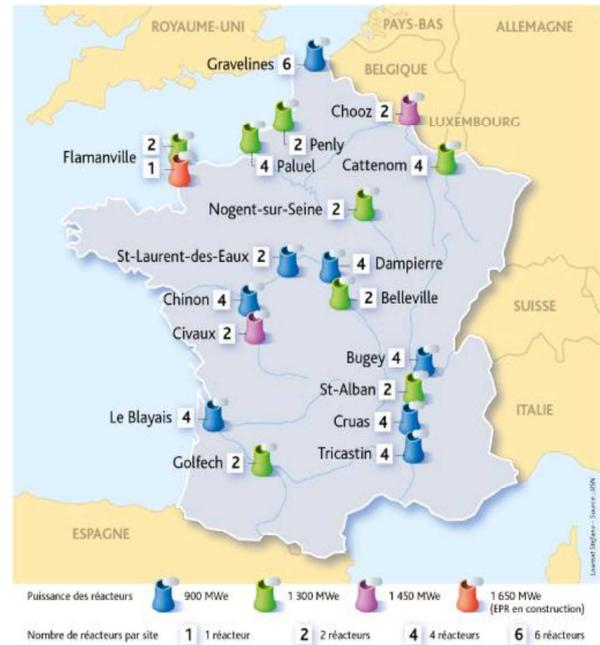 ROYAUME-UNI
PAYS-BAS
ALLEMAGNE
Gravelines 6
BELGIQUE
Chooz 2
LUXEMBOURG
2 Penly
Flamanville 2
1
4 Paluel
Cattenom 4
Nogent-sur-Seine 2
St-Laurent-des-Eaux 2
4 Dampierre
Chinon 4
2 Belleville
SUISSE
Civaux 2
Bugey 4
St-Alban 2
Le Blayais 4
Cruas 4
ITALIE
Golfech 2
Tricastin 4
ESPAGNE
Puissance des réacteurs
900 MWe
1 300 MWe
1 450 MWe
1 650 MWe
(EPR en construction)
Nombre de réacteurs par site
1 1 réacteur
2 2 réacteurs
4 4 réacteurs
6 6 réacteurs